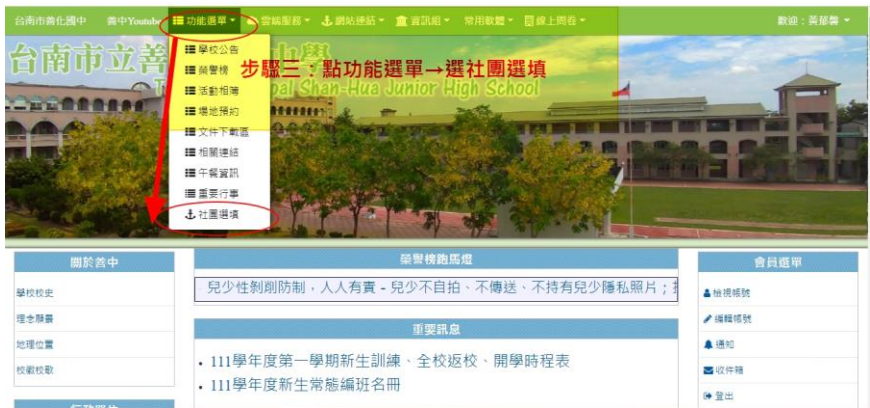 台南市善化國中 善中Youtube 功能選單 雲端服務 網站連結 資訊組 常用軟體 線上問卷 歡迎：黃郁馨
台南市立善
pal Shan-Hua Junior High School
步驟三：點功能選單→選社團選填
學校公告
榮譽榜
活動相簿
場地預約
文件下載區
相關連結
午餐資訊
重要行事
社團選填
關於善中
學校校史
理念願景
地理位置
校徽校歌
榮譽榜跑馬燈
兒少性剝削防制，人人有責 - 兒少不自拍、不傳送、不持有兒少隱私照片；
重要訊息
111學年度第一學期新生訓練、全校返校、開學時程表
111學年度新生常態編班名冊
會員選單
檢視帳號
編輯帳號
通知
收件箱
登出